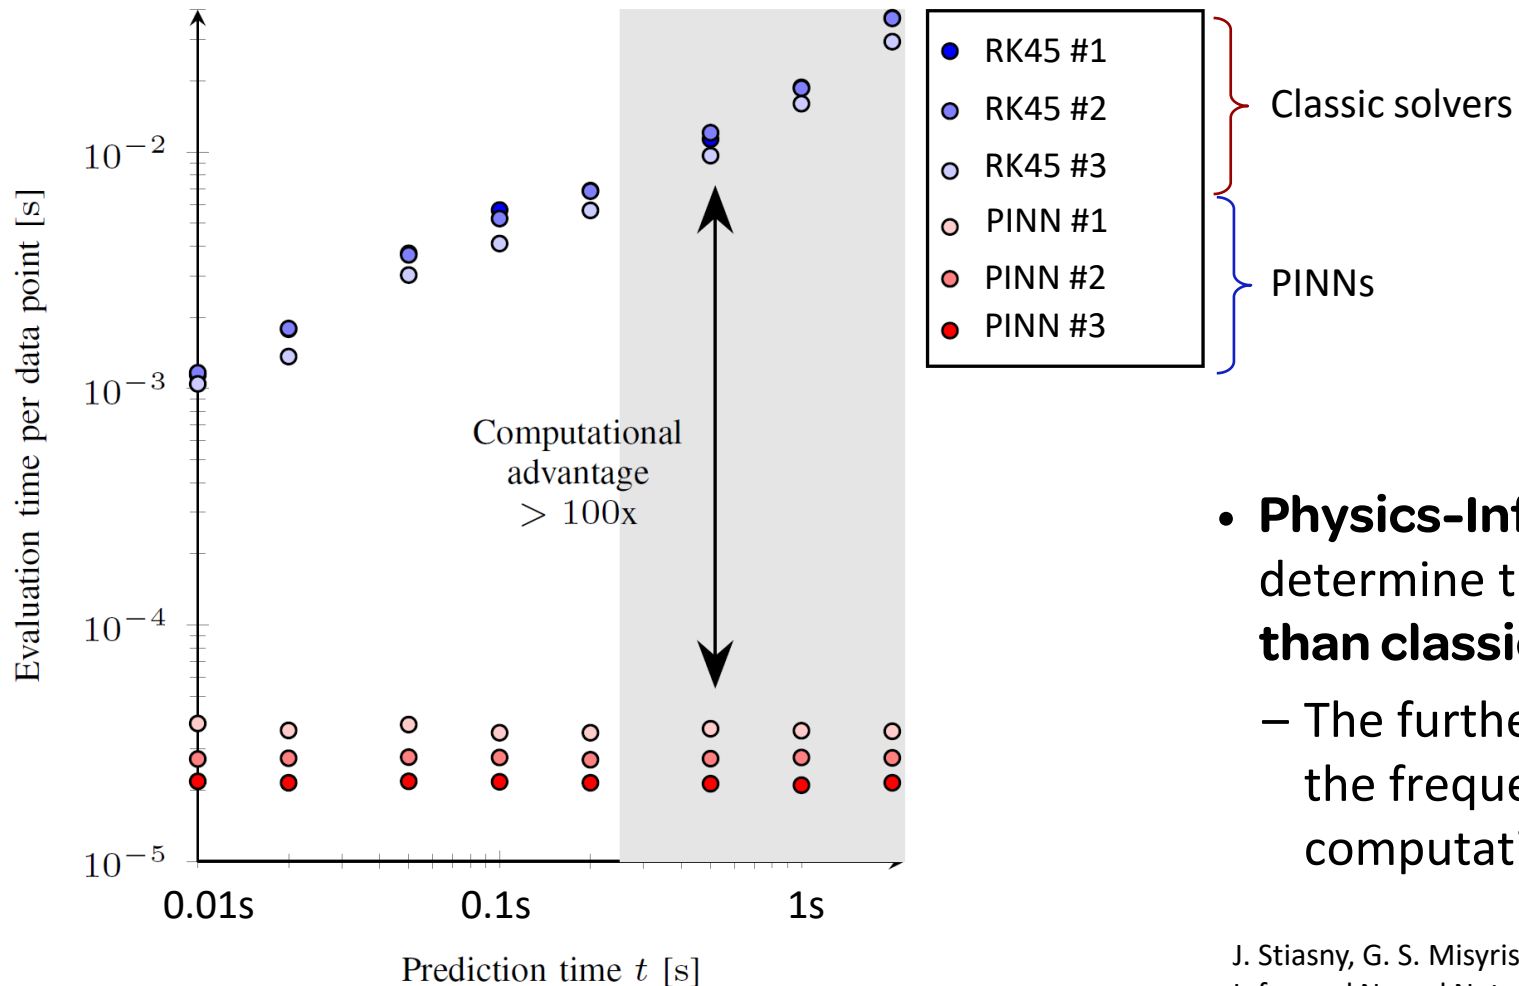 Evaluation time per data point [s]
10−2
10−3
10−4
10−5
Computational
advantage
> 100x
0.01s 0.1s 1s
Prediction time t [s]
RK45 #1
RK45 #2
RK45 #3
PINN #1
PINN #2
PINN #3
Classic solvers
PINNs
• Physics-Inf
determine t
than classi
– The furthe
the freque
computati
J. Stiasny, G. S. Misyris